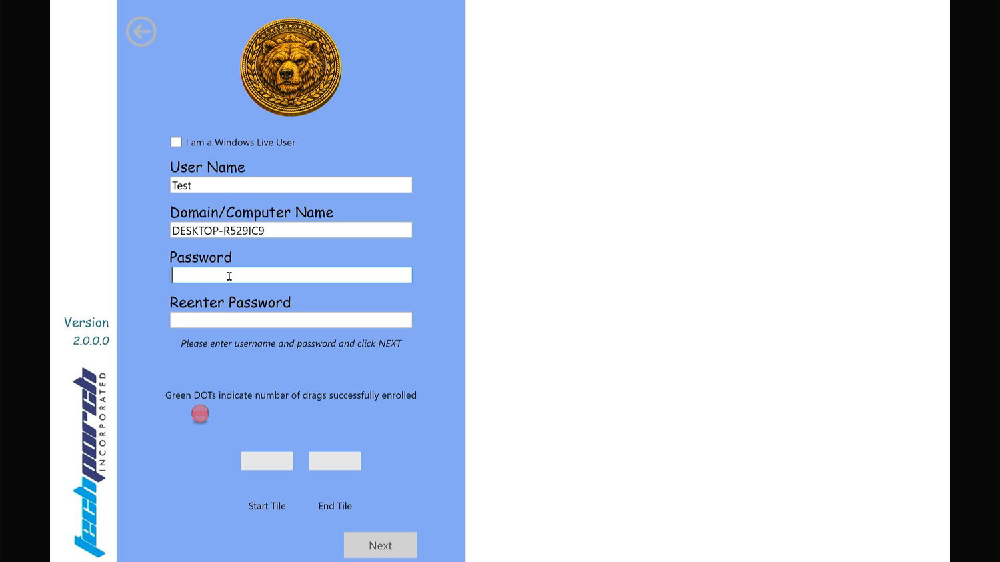 I am a Windows Live User
User Name
Test
Domain/Computer Name
DESKTOP-R529IC9
Password
Reenter Password
Please enter username and password and click NEXT
Green DOTs indicate number of drags successfully enrolled
Start Tile
End Tile
Next
Version
2.0.0.0
techporch
INCORPORATED